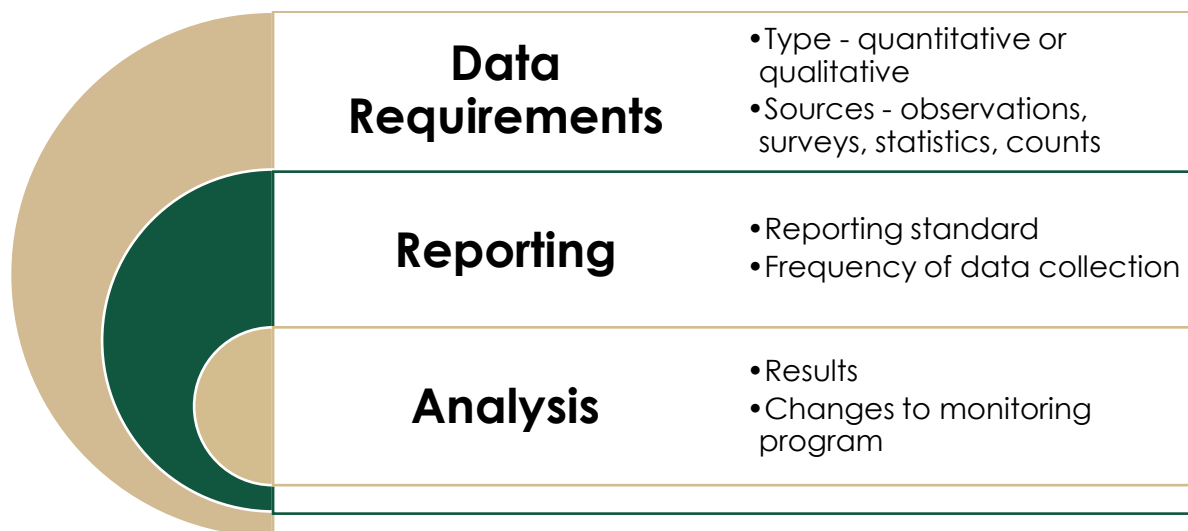 Data
Requirements
•Type - quantitative or
qualitative
•Sources - observations,
surveys, statistics, counts
Reporting
•Reporting standard
•Frequency of data collection
Analysis
•Results
•Changes to monitoring
program